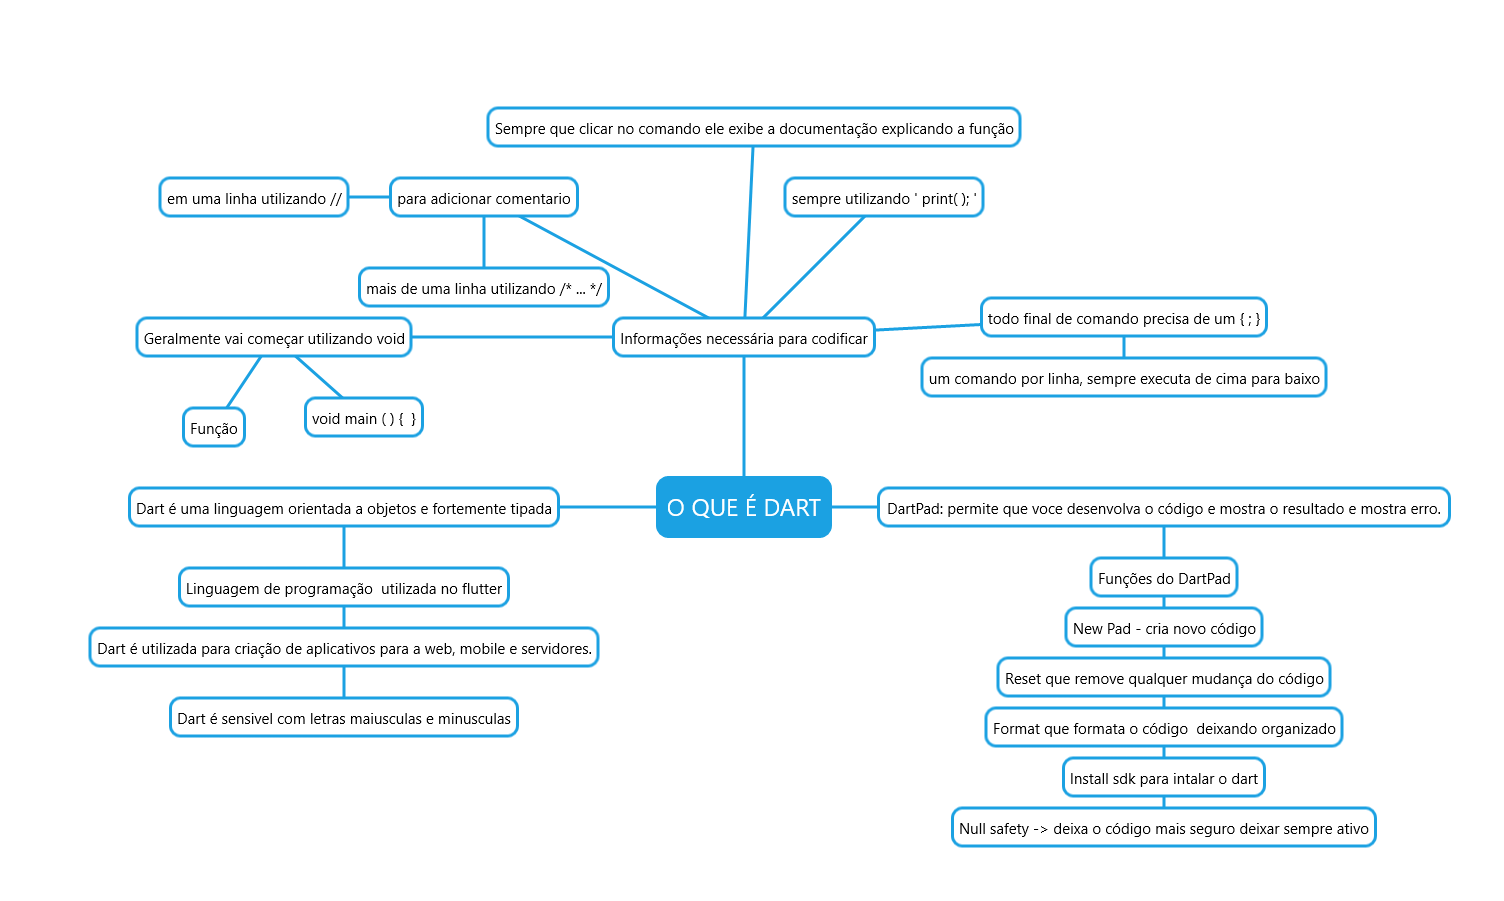 Sempre que clicar no comando ele exibe a documentação explicando a função
em uma linha utilizando //
para adicionar comentario
sempre utilizando ' print( ); '
mais de uma linha utilizando /* ... */
todo final de comando precisa de um { ; }
Geralmente vai começar utilizando void
Informações necessária para codificar
um comando por linha, sempre executa de cima para baixo
Função
void main ( ) {  }
Dart é uma linguagem orientada a objetos e fortemente tipada
O QUE É DART
DartPad: permite que voce desenvolva o código e mostra o resultado e mostra erro.
Linguagem de programação  utilizada no flutter
Funções do DartPad
Dart é utilizada para criação de aplicativos para a web, mobile e servidores.
New Pad - cria novo código
Reset que remove qualquer mudança do código
Dart é sensivel com letras maiusculas e minusculas
Format que formata o código  deixando organizado
Install sdk para intalar o dart
Null safety -> deixa o código mais seguro deixar sempre ativo